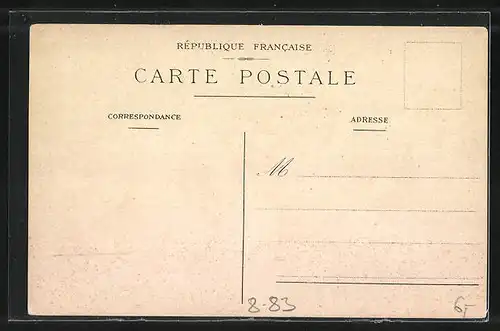 RÉPUBLIQUE FRANÇAISE
CARTE POSTALE
CORRESPONDANCE
ADRESSE
M
8-83
6,-